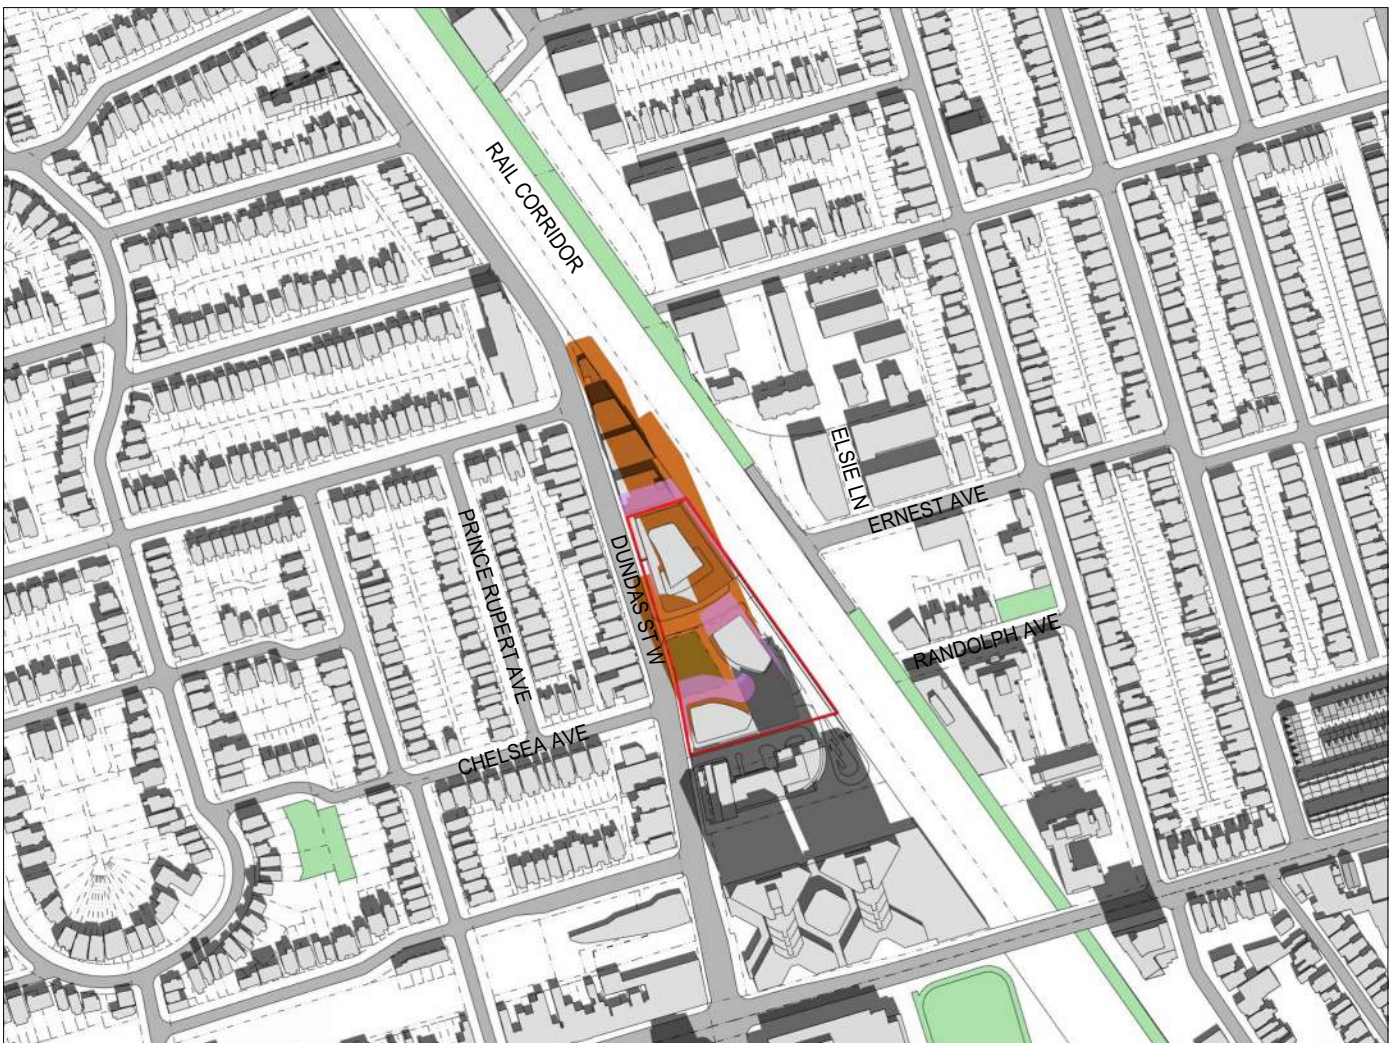 RAIL CORRIDOR
ELSIE LN
ERNEST AVE
PRINCE RUPERT AVE
DUNDAS ST W
RANDOLPH AVE
CHELSEA AVE